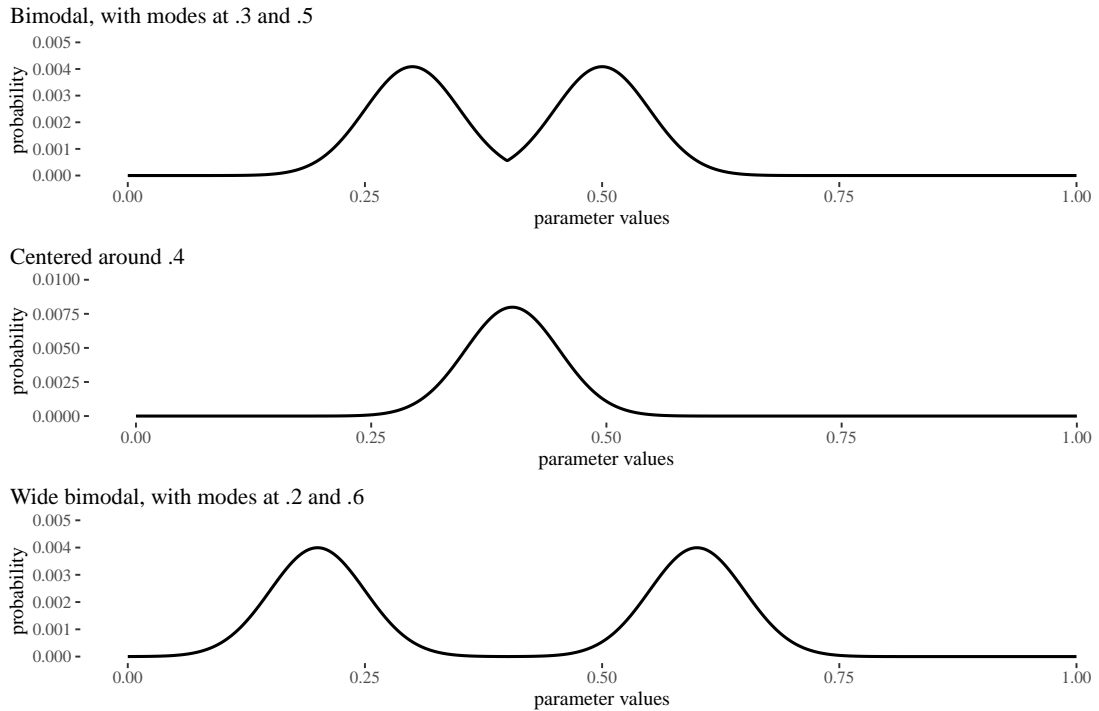 Bimodal, with modes at .3 and .5
0.005
0.004
0.003
0.002
0.001
0.000
probability
0.00 0.25 0.50 0.75 1.00
parameter values
Centered around .4
0.0100
0.0075
0.0050
0.0025
0.0000
probability
0.00 0.25 0.50 0.75 1.00
parameter values
Wide bimodal, with modes at .2 and .6
0.005
0.004
0.003
0.002
0.001
0.000
probability
0.00 0.25 0.50 0.75 1.00
parameter values